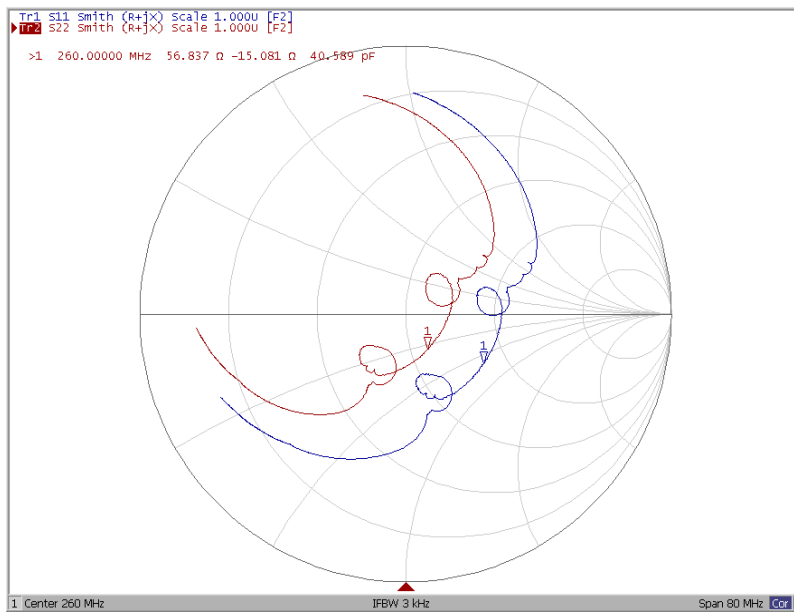 Tr1 S11 Smith (R+jX) Scale 1.000U [F2]
Tr2 S22 Smith (R+jX) Scale 1.000U [F2]
>1 260.00000 MHz 56.837 Ω -15.081 Ω 40.589 pF
1
1
1 Center 260 MHz IFBW 3 kHz Span 80 MHz Cor